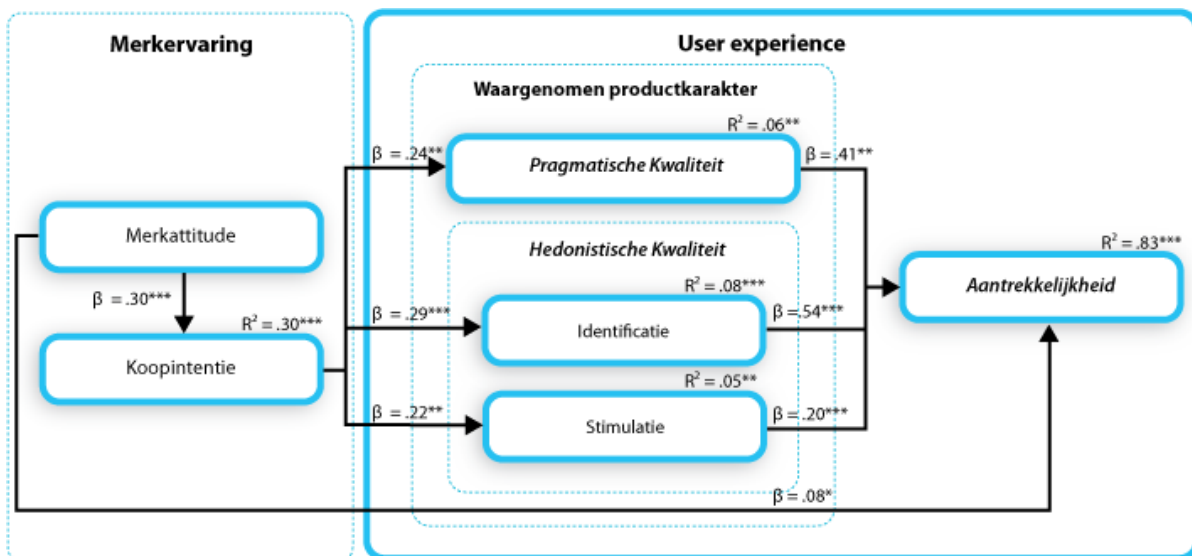 Merkervaring
User experience
Waargenomen productkarakter
R² = .06**
β = .24**
Pragmatische Kwaliteit
β = .41**
Merkattitude
Hedonistische Kwaliteit
R² = .83***
Aantrekkelijkheid
β = .30***
R² = .30***
Koopintentie
β = .29***
R² = .08***
Identificatie
β = .54***
R² = .05**
β = .22**
Stimulatie
β = .20***
β = .08*